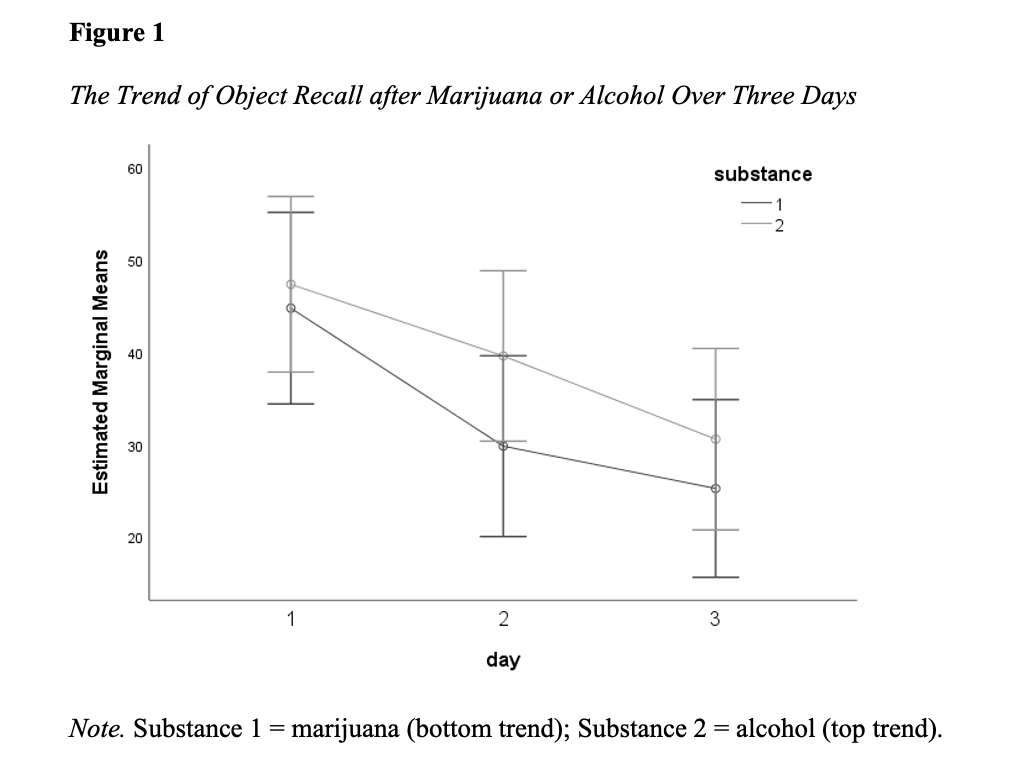 Figure 1
The Trend of Object Recall after Marijuana or Alcohol Over Three Days
substance
1
2
Estimated Marginal Means
60
50
40
30
20
1 2 3
day
Note. Substance 1 = marijuana (bottom trend); Substance 2 = alcohol (top trend).